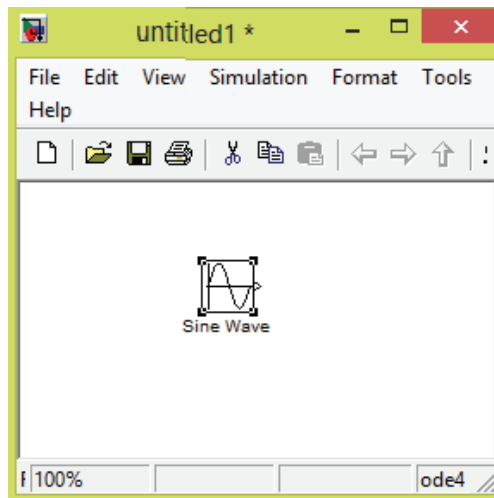 untitled1 *
File Edit View Simulation Format Tools
Help
Sine Wave
100%
ode4